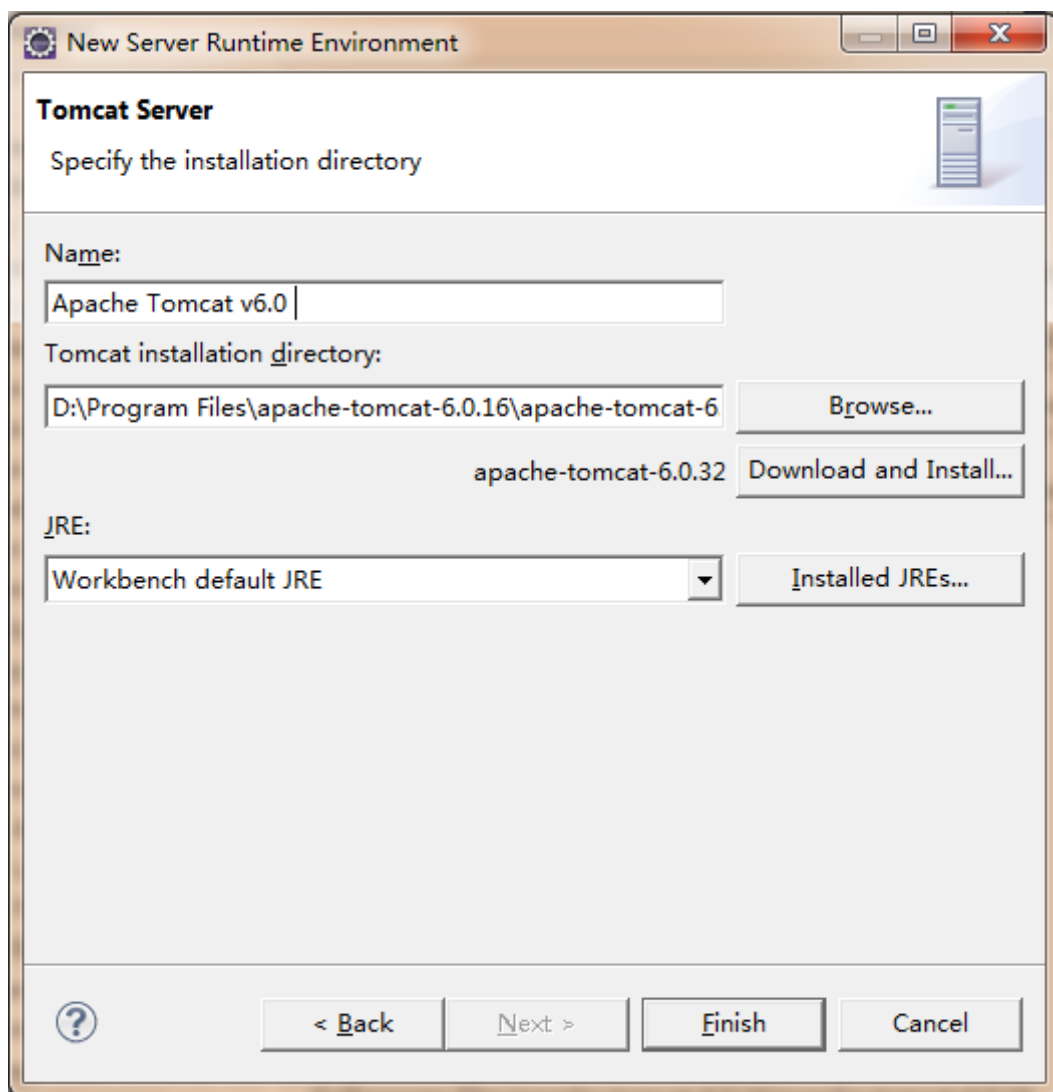 New Server Runtime Environment
Tomcat Server
Specify the installation directory
Name:
Apache Tomcat v6.0
Tomcat installation directory:
D:\Program Files\apache-tomcat-6.0.16\apache-tomcat-6. Browse...
apache-tomcat-6.0.32 Download and Install...
JRE:
Workbench default JRE Installed JREs...
? < Back Next > Finish Cancel